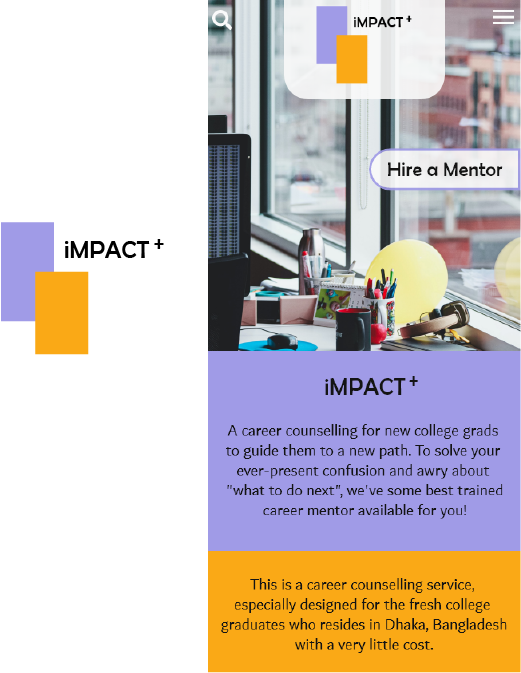 iMPACT +
iMPACT +
Hire a Mentor
iMPACT +
A career counselling for new college grads
to guide them to a new path. To solve your
ever-present confusion and awry about
"what to do next", we've some best trained
career mentor available for you!
This is a career counselling service,
especially designed for the fresh college
graduates who resides in Dhaka, Bangladesh
with a very little cost.